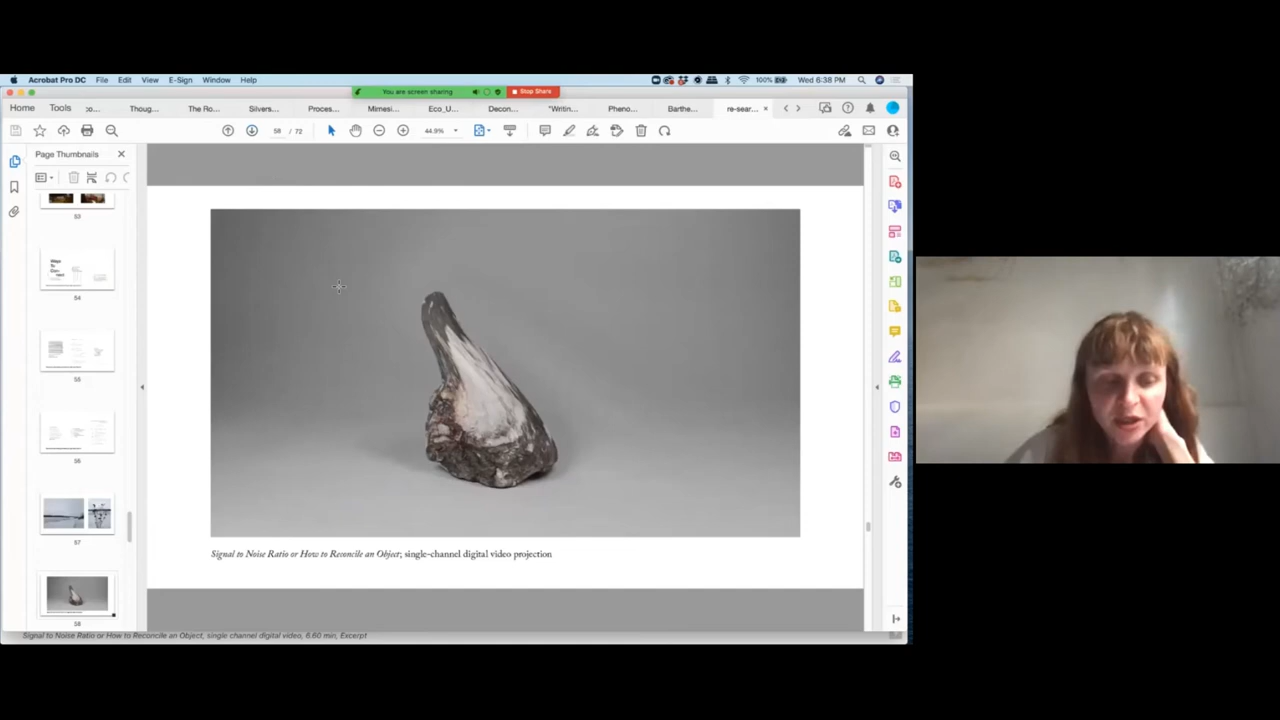 Acrobat Pro DC File Edit View E-Sign Window Help
100% Wed 6:38 PM
You are screen sharing Stop Share
Home Tools co... Thoug... The Ro... Silvers... Proces... Mimesi... Eco_U... Decon... "Writin... Pheno... Barthe... re-sear... ×
58 / 72 44.9%
Page Thumbnails
53
Ways
To
54
55
56
57
58
Signal to Noise Ratio or How to Reconcile an Object; single-channel digital video projection
Signal to Noise Ratio or How to Reconcile an Object, single channel digital video, 6.60 min, Excerpt